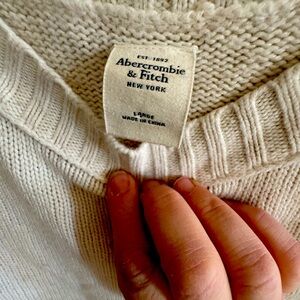 EST. 1892
Abercrombie
& Fitch
NEW YORK
LARGE
MADE IN CHINA